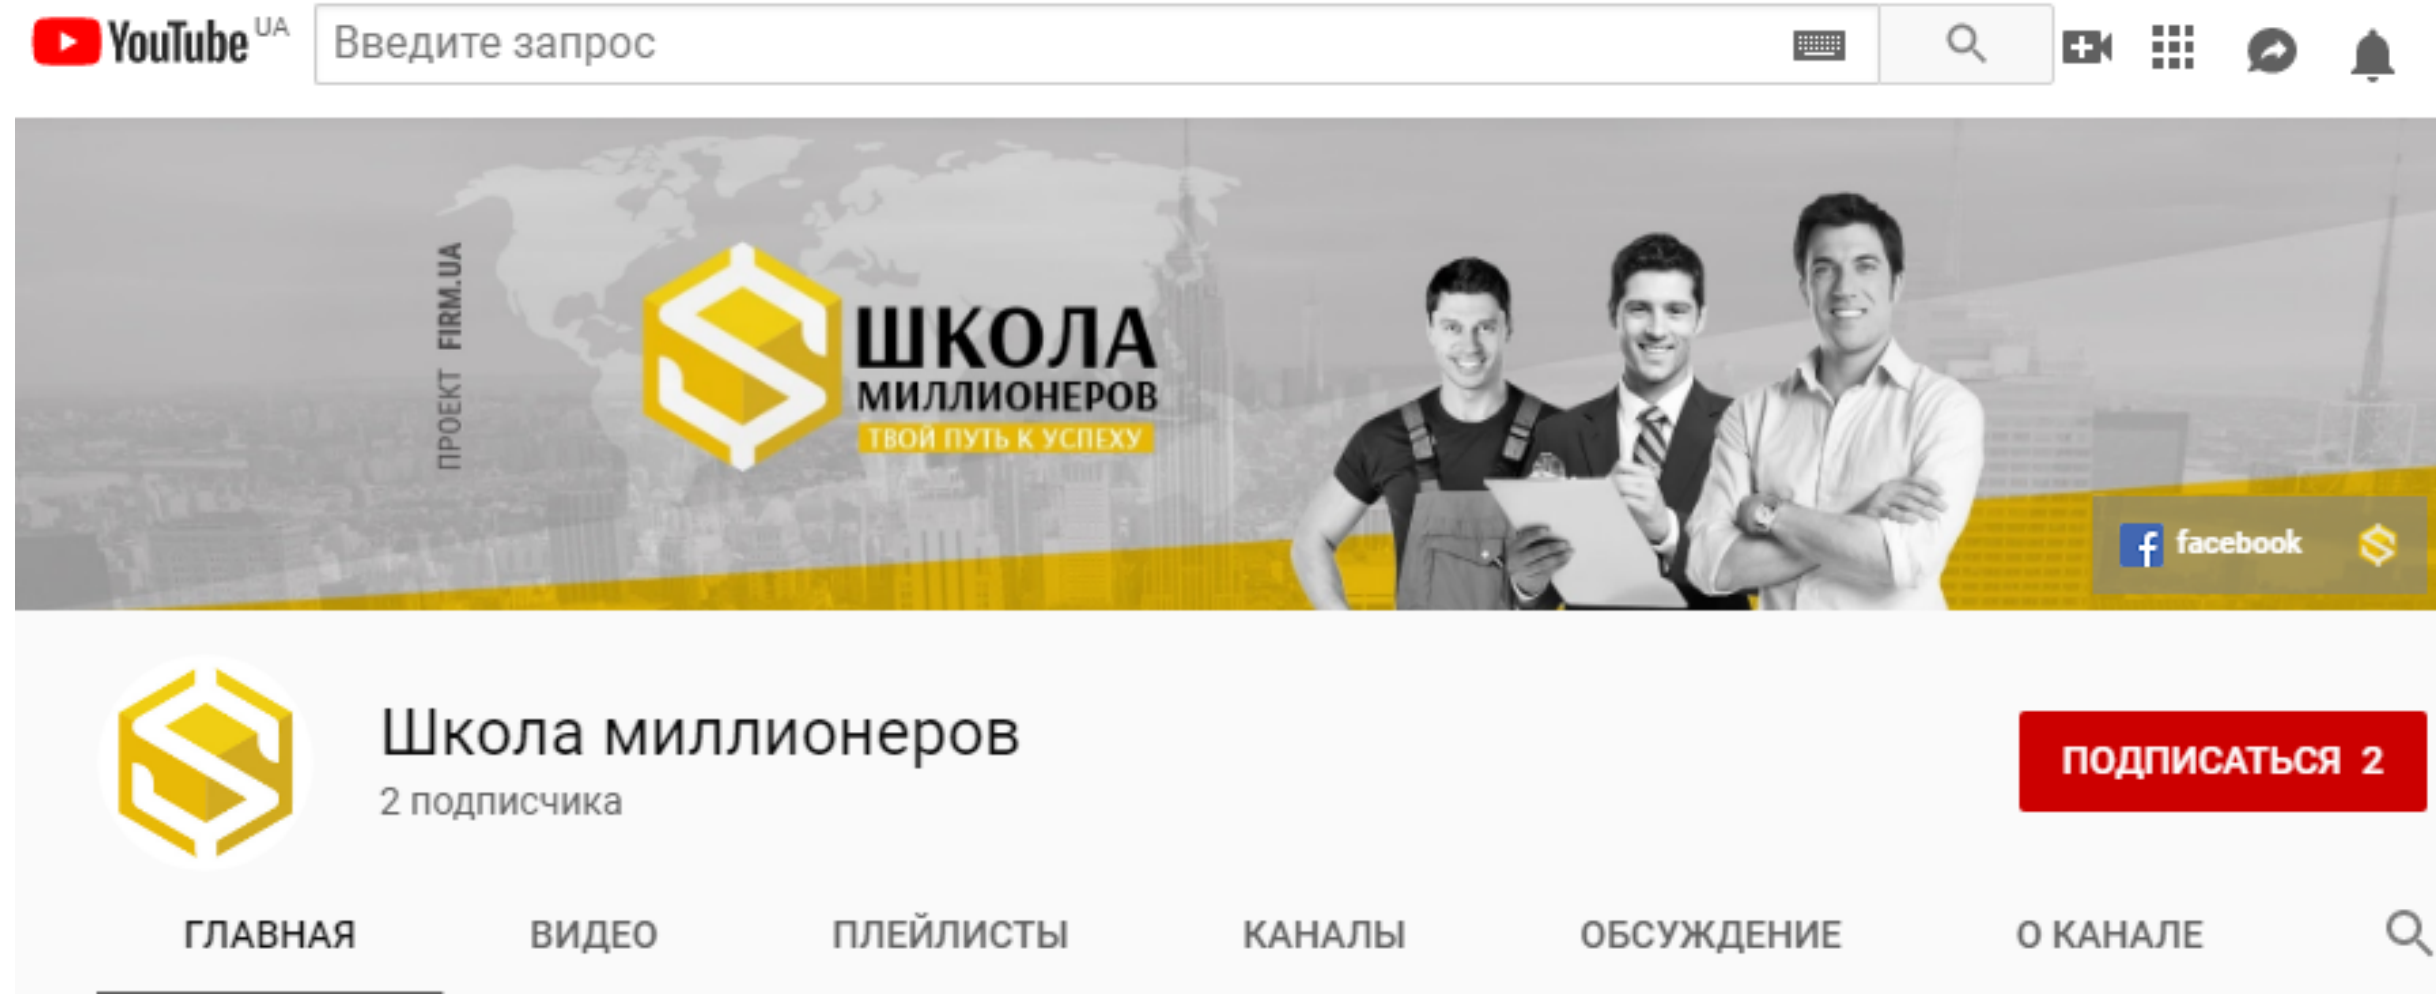 YouTube UA
Введите запрос
ПРОЕКТ FIRM.UA
ШКОЛА
МИЛЛИОНЕРОВ
ТВОЙ ПУТЬ К УСПЕХУ
facebook
Школа миллионеров
2 подписчика
ПОДПИСАТЬСЯ 2
ГЛАВНАЯ ВИДЕО ПЛЕЙЛИСТЫ КАНАЛЫ ОБСУЖДЕНИЕ О КАНАЛЕ